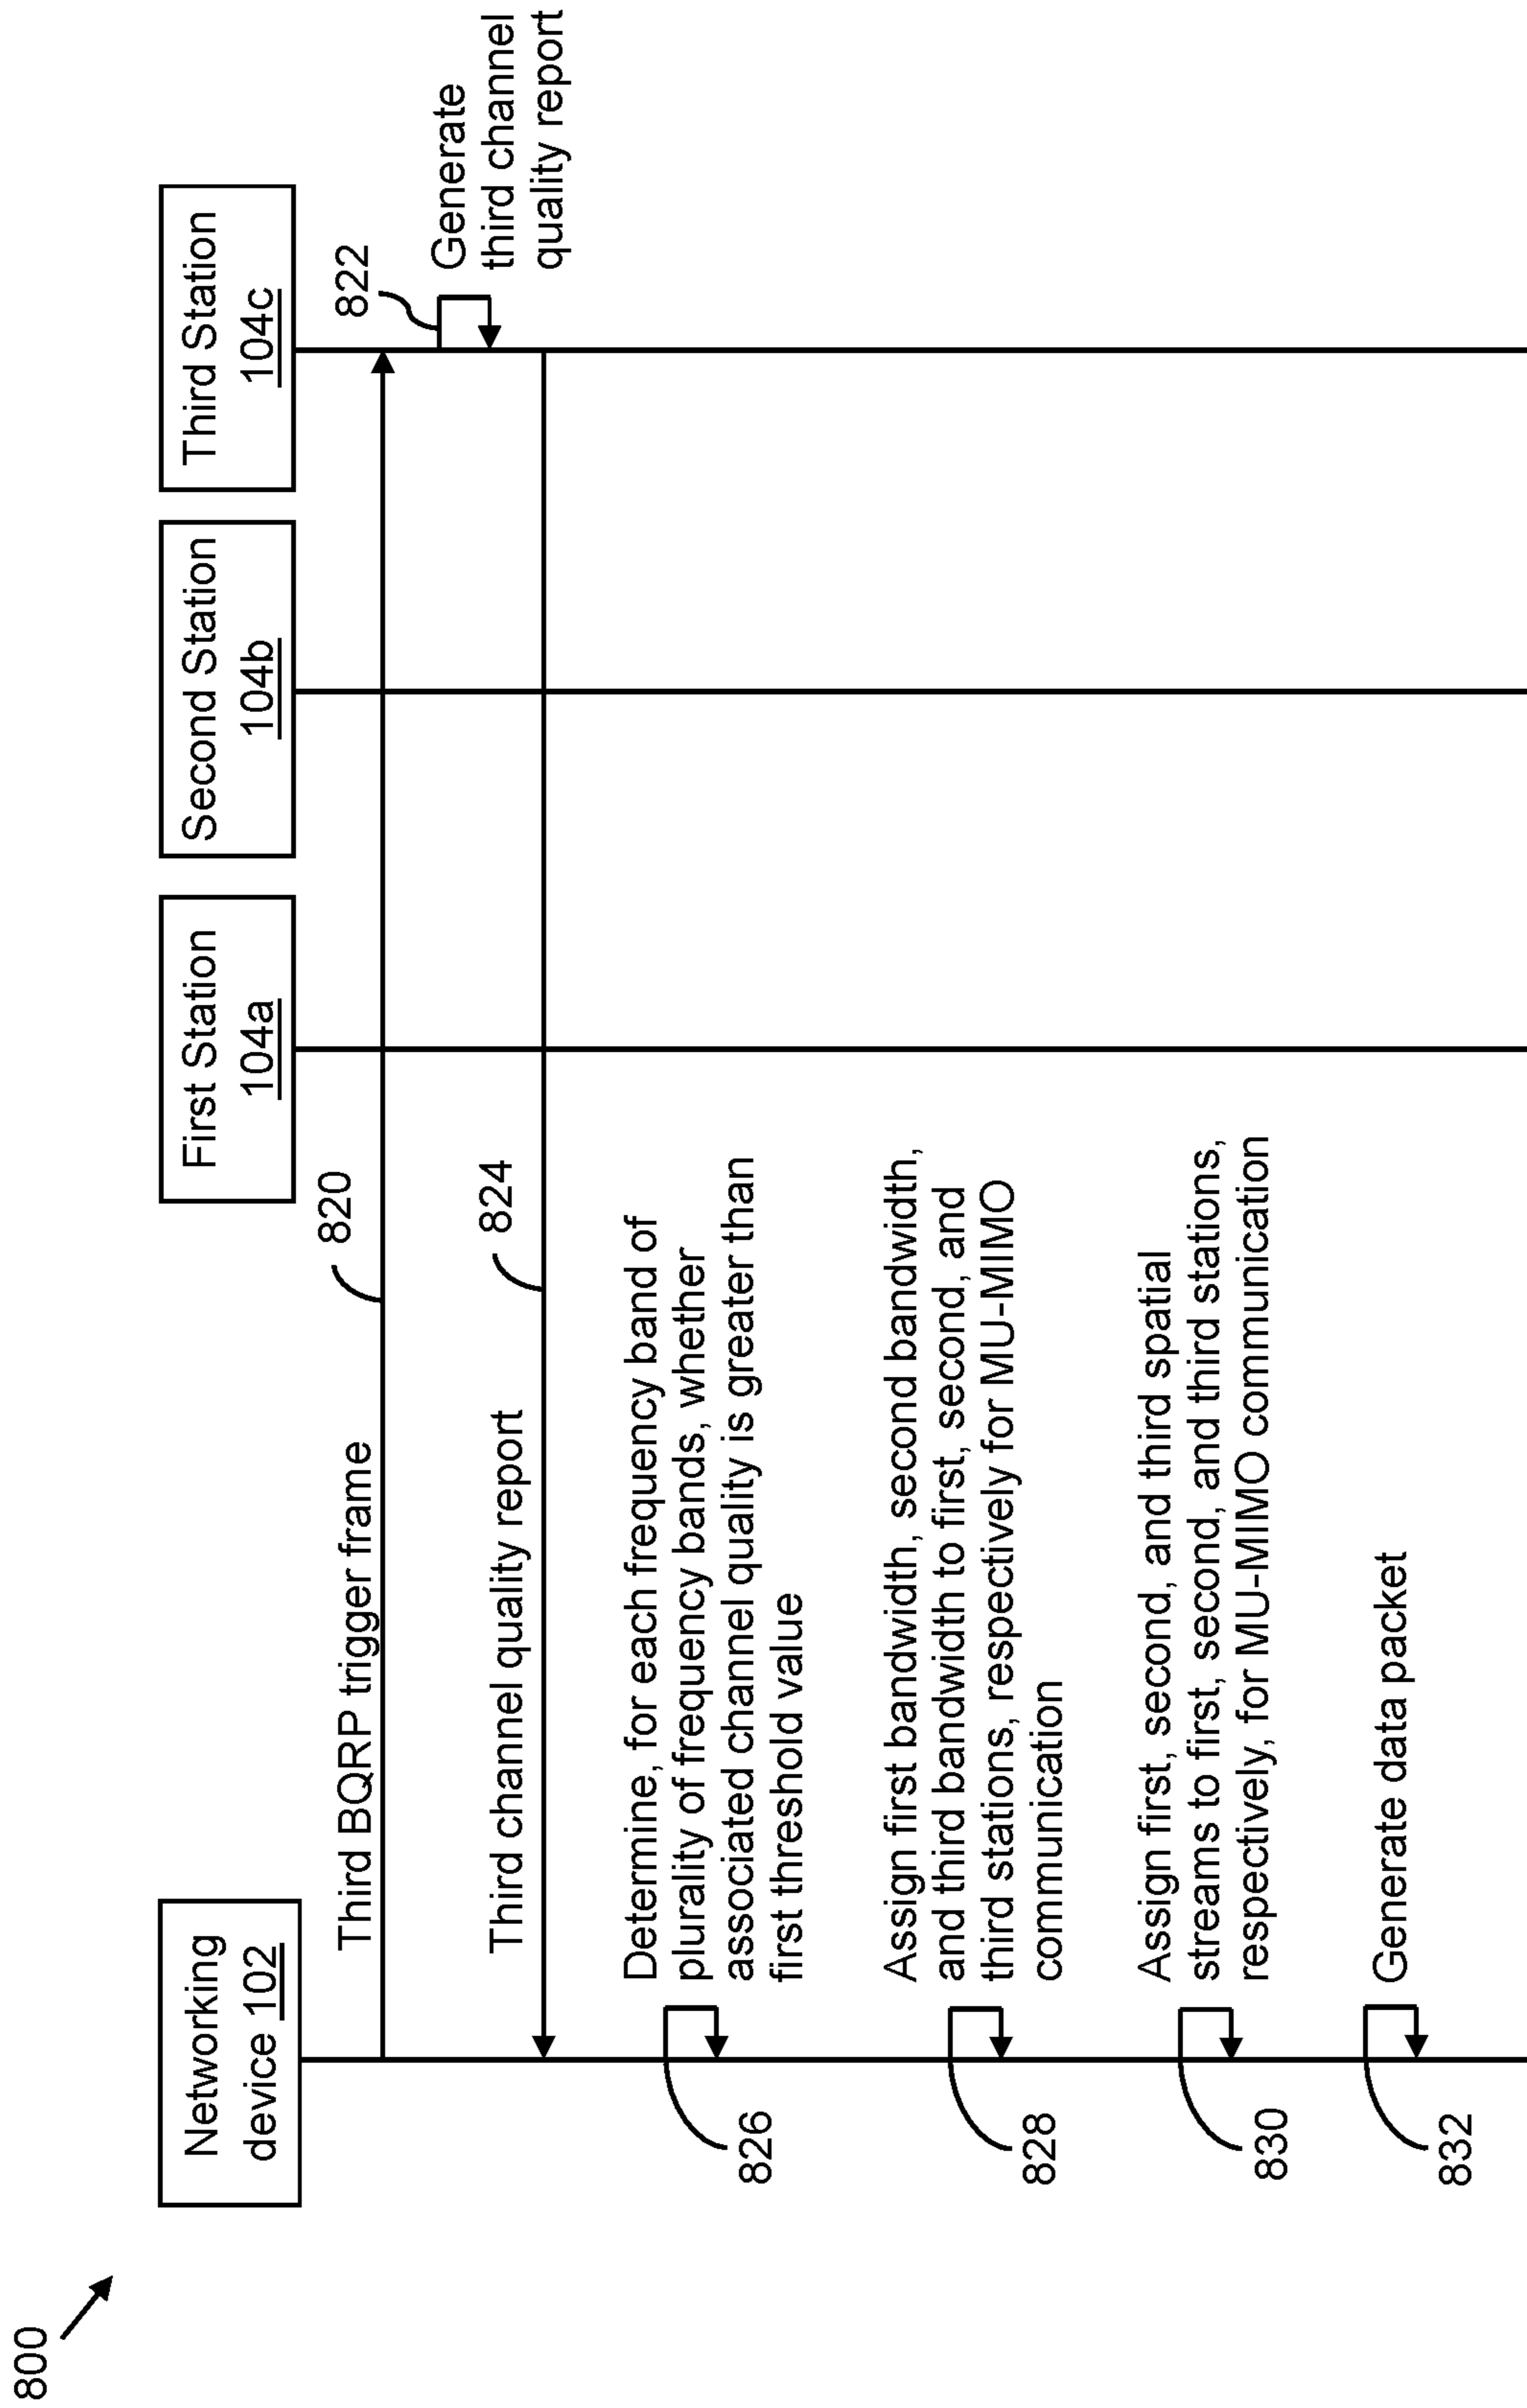 800
Networking
device 102
First Station
104a
Second Station
104b
Third Station
104c
Third BQRP trigger frame
820
822
Generate
third channel
quality report
Third channel quality report
824
826
Determine, for each frequency band of
plurality of frequency bands, whether
associated channel quality is greater than
first threshold value
828
Assign first bandwidth, second bandwidth,
and third bandwidth to first, second, and
third stations, respectively for MU-MIMO
communication
830
Assign first, second, and third spatial
streams to first, second, and third stations,
respectively, for MU-MIMO communication
832
Generate data packet